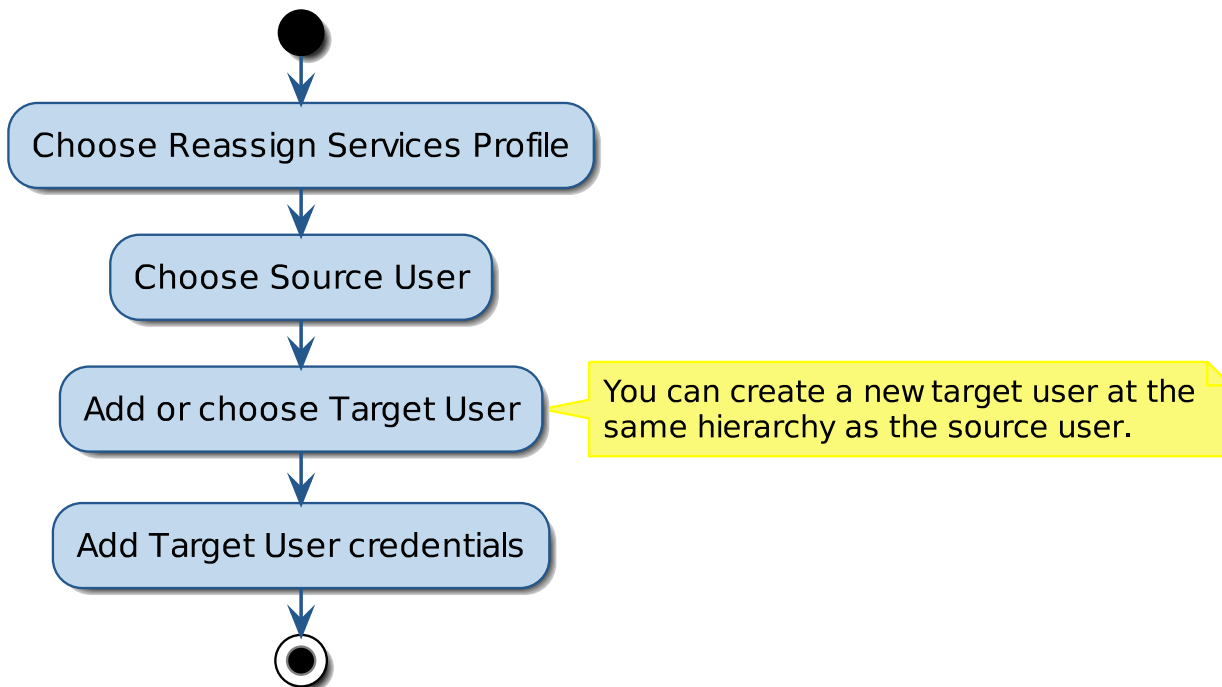 Choose Reassign Services Profile
Choose Source User
Add or choose Target User
You can create a new target user at the
same hierarchy as the source user.
Add Target User credentials